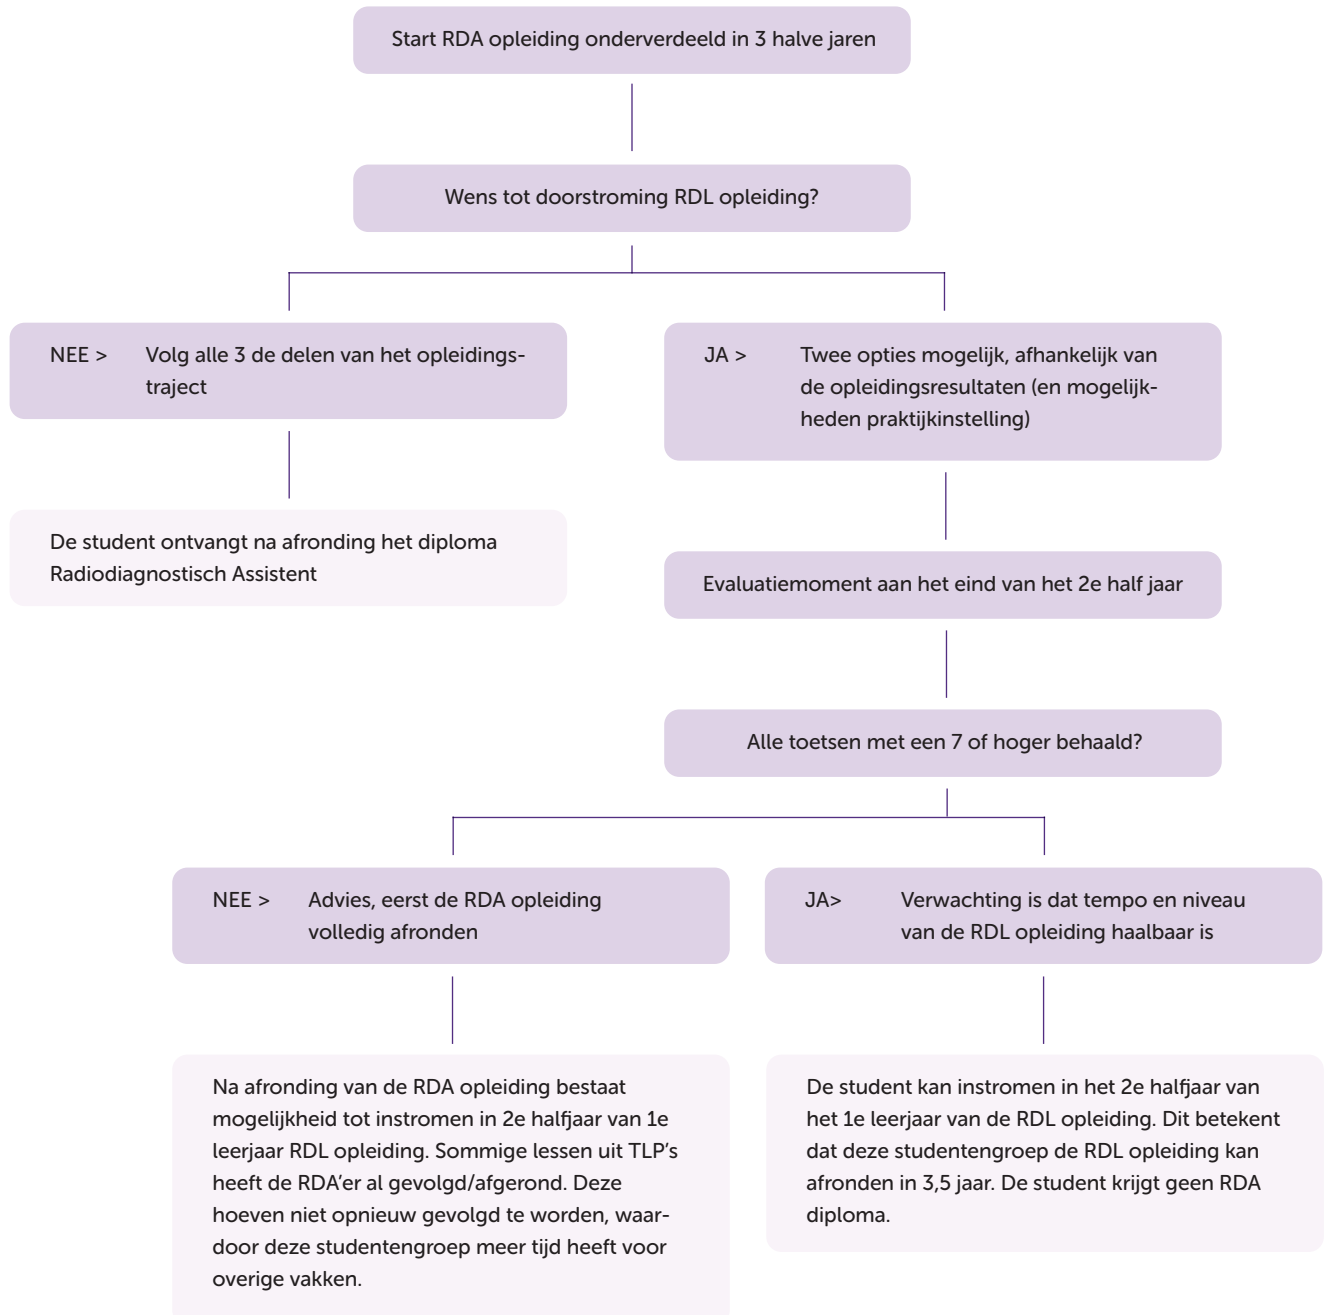 Start RDA opleiding onderverdeeld in 3 halve jaren
Wens tot doorstroming RDL opleiding?
NEE > Volg alle 3 de delen van het opleidings-
traject
De student ontvangt na afronding het diploma
Radiodiagnostisch Assistent
JA > Twee opties mogelijk, afhankelijk van
de opleidingsresultaten (en mogelijk-
heden praktijkinstelling)
Evaluatiemoment aan het eind van het 2e half jaar
Alle toetsen met een 7 of hoger behaald?
NEE > Advies, eerst de RDA opleiding
volledig afronden
Na afronding van de RDA opleiding bestaat
mogelijkheid tot instromen in 2e halfjaar van 1e
leerjaar RDL opleiding. Sommige lessen uit TLP's
heeft de RDA'er al gevolgd/afgerond. Deze
hoeven niet opnieuw gevolgd te worden, waar-
door deze studentengroep meer tijd heeft voor
overige vakken.
JA> Verwachting is dat tempo en niveau
van de RDL opleiding haalbaar is
De student kan instromen in het 2e halfjaar van
het 1e leerjaar van de RDL opleiding. Dit betekent
dat deze studentengroep de RDL opleiding kan
afronden in 3,5 jaar. De student krijgt geen RDA
diploma.